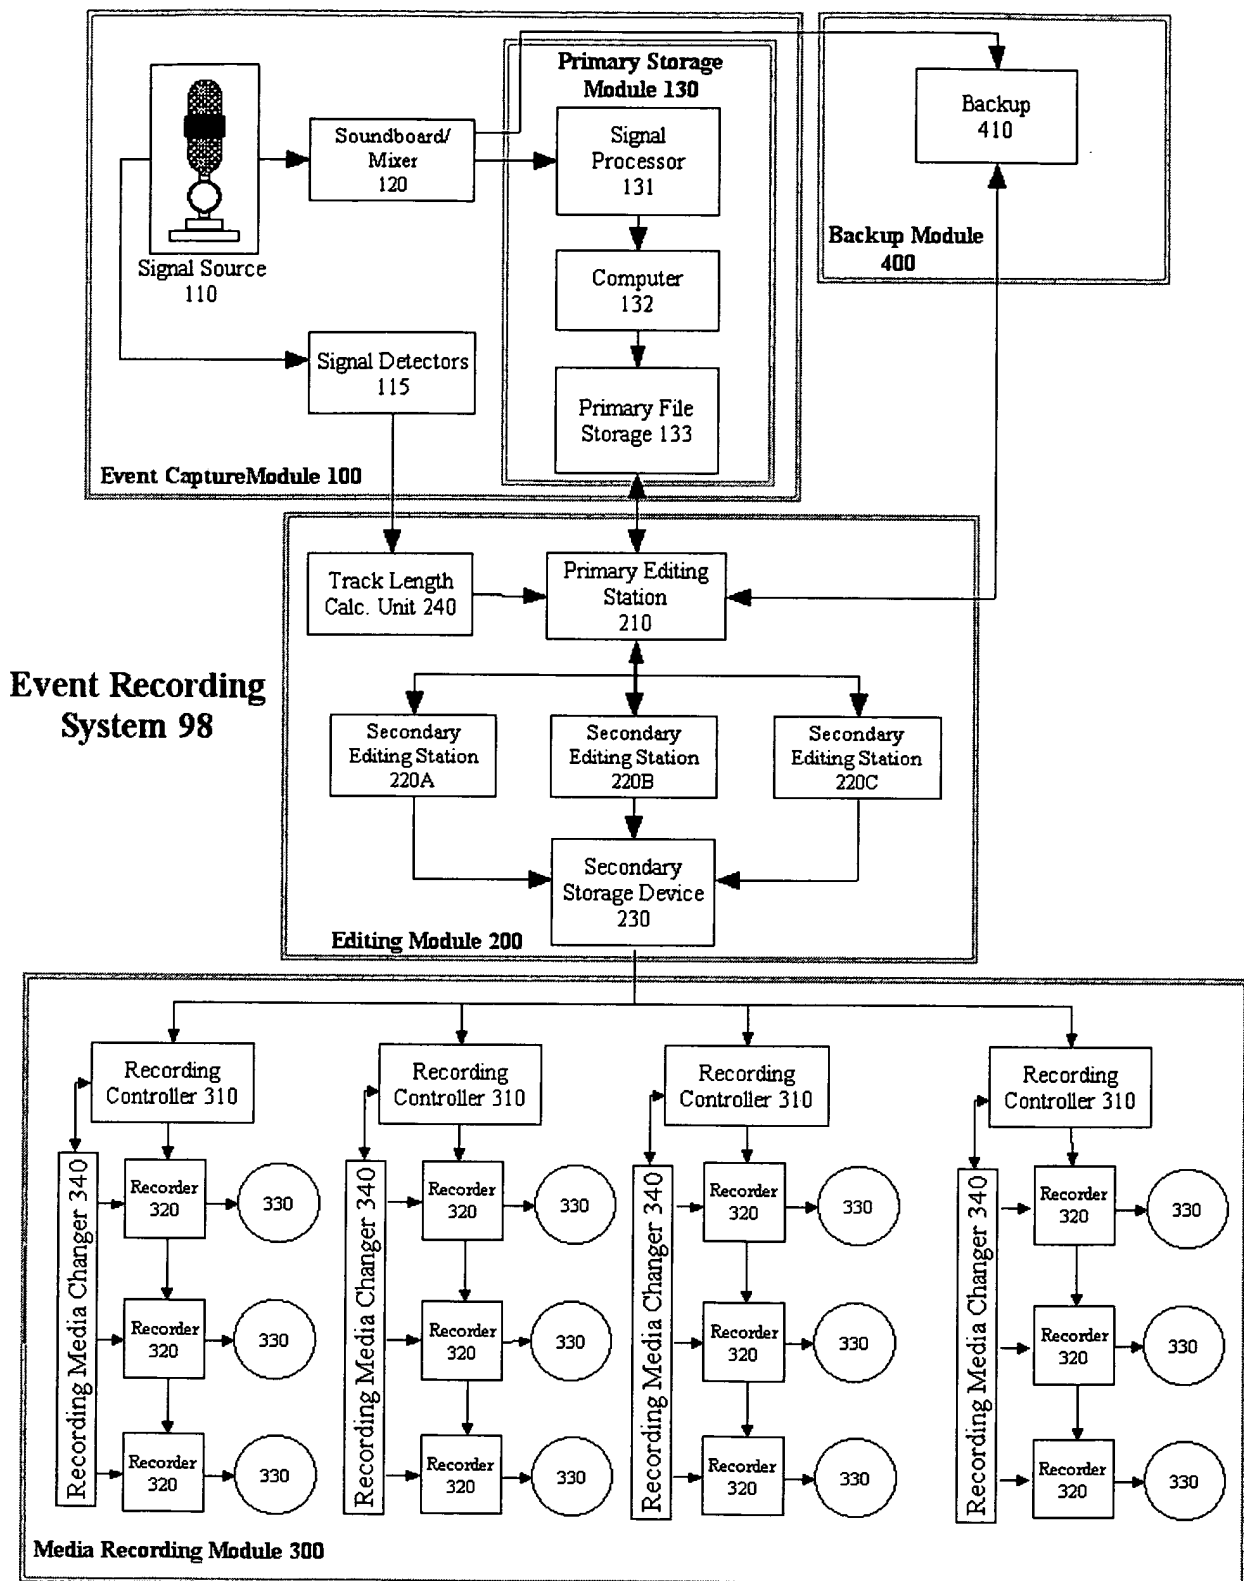 Primary Storage
Module 130
Signal
Processor
131
Computer
132
Primary File
Storage 133
Soundboard/
Mixer
120
Signal Source
110
Signal Detectors
115
Event CaptureModule 100
Backup
410
Backup Module
400
Track Length
Calc. Unit 240
Primary Editing
Station
210
Event Recording
System 98
Secondary
Editing Station
220A
Secondary
Editing Station
220B
Secondary
Editing Station
220C
Secondary
Storage Device
230
Editing Module 200
Recording
Controller 310
Recording
Controller 310
Recording
Controller 310
Recording
Controller 310
Recording Media Changer 340
Recorder
320
330
Recorder
320
330
Recorder
320
330
Recording Media Changer 340
Recorder
320
330
Recorder
320
330
Recorder
320
330
Recording Media Changer 340
Recorder
320
330
Recorder
320
330
Recorder
320
330
Recording Media Changer 340
Recorder
320
330
Recorder
320
330
Recorder
320
330
Media Recording Module 300